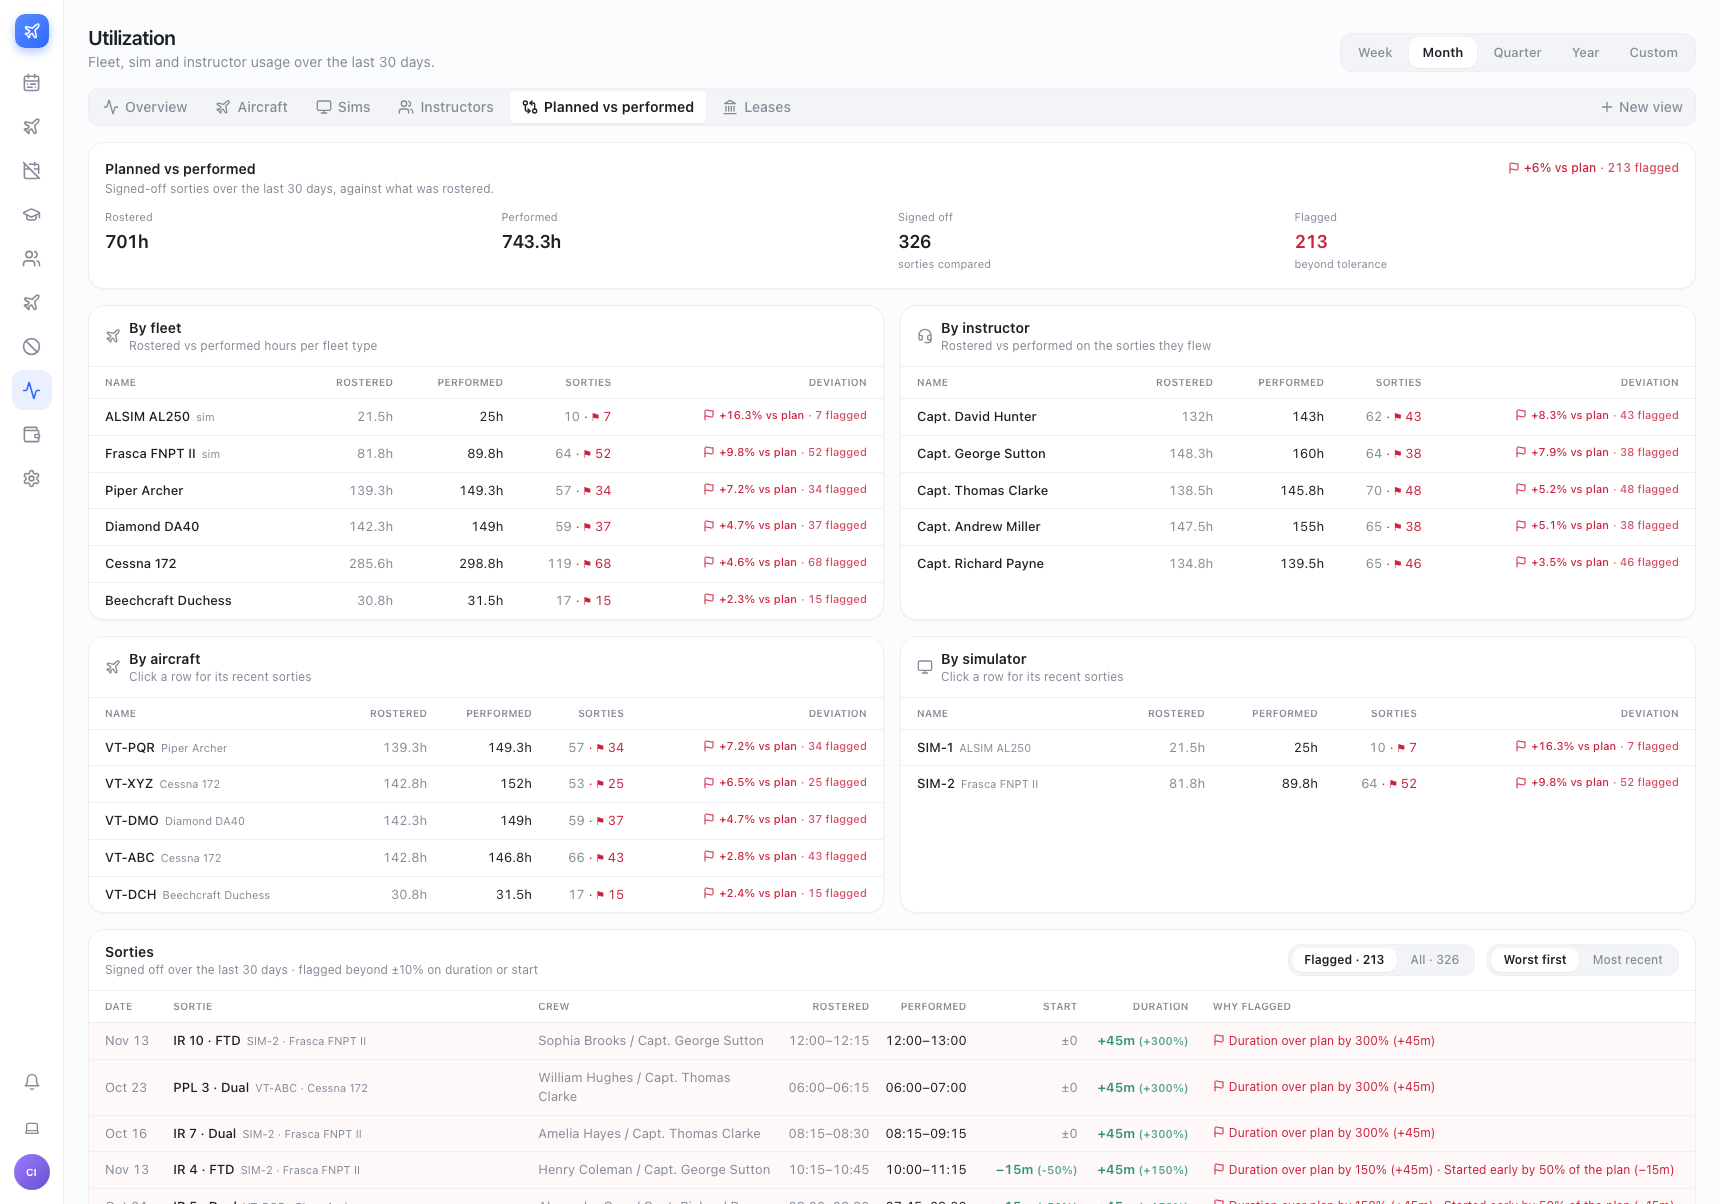 Utilization
Fleet, sim and instructor usage over the last 30 days.
Week Month Quarter Year Custom
Overview Aircraft Sims Instructors Planned vs performed Leases New view
Planned vs performed
Signed-off sorties over the last 30 days, against what was rostered.
+6% vs plan · 213 flagged
Rostered Performed Signed off Flagged
701h 743.3h 326 213
sorties compared beyond tolerance
By fleet
Rostered vs performed hours per fleet type
NAME ROSTERED PERFORMED SORTIES DEVIATION
ALSIM AL250 sim 21.5h 25h 10 · 7 +16.3% vs plan · 7 flagged
Frasca FNPT II sim 81.8h 89.8h 64 · 52 +9.8% vs plan · 52 flagged
Piper Archer 139.3h 149.3h 57 · 34 +7.2% vs plan · 34 flagged
Diamond DA40 142.3h 149h 59 · 37 +4.7% vs plan · 37 flagged
Cessna 172 285.6h 298.8h 119 · 68 +4.6% vs plan · 68 flagged
Beechcraft Duchess 30.8h 31.5h 17 · 15 +2.3% vs plan · 15 flagged
By instructor
Rostered vs performed on the sorties they flew
NAME ROSTERED PERFORMED SORTIES DEVIATION
Capt. David Hunter 132h 143h 62 · 43 +8.3% vs plan · 43 flagged
Capt. George Sutton 148.3h 160h 64 · 38 +7.9% vs plan · 38 flagged
Capt. Thomas Clarke 138.5h 145.8h 70 · 48 +5.2% vs plan · 48 flagged
Capt. Andrew Miller 147.5h 155h 65 · 38 +5.1% vs plan · 38 flagged
Capt. Richard Payne 134.8h 139.5h 65 · 46 +3.5% vs plan · 46 flagged
By aircraft
Click a row for its recent sorties
NAME ROSTERED PERFORMED SORTIES DEVIATION
VT-PQR Piper Archer 139.3h 149.3h 57 · 34 +7.2% vs plan · 34 flagged
VT-XYZ Cessna 172 142.8h 152h 53 · 25 +6.5% vs plan · 25 flagged
VT-DMO Diamond DA40 142.3h 149h 59 · 37 +4.7% vs plan · 37 flagged
VT-ABC Cessna 172 142.8h 146.8h 66 · 43 +2.8% vs plan · 43 flagged
VT-DCH Beechcraft Duchess 30.8h 31.5h 17 · 15 +2.4% vs plan · 15 flagged
By simulator
Click a row for its recent sorties
NAME ROSTERED PERFORMED SORTIES DEVIATION
SIM-1 ALSIM AL250 21.5h 25h 10 · 7 +16.3% vs plan · 7 flagged
SIM-2 Frasca FNPT II 81.8h 89.8h 64 · 52 +9.8% vs plan · 52 flagged
Sorties
Signed off over the last 30 days · flagged beyond ±10% on duration or start
Flagged · 213 All · 326 Worst first Most recent
DATE SORTIE CREW ROSTERED PERFORMED START DURATION WHY FLAGGED
Nov 13 IR 10 · FTD SIM-2 · Frasca FNPT II Sophia Brooks / Capt. George Sutton 12:00–12:15 12:00–13:00 ±0 +45m (+300%) Duration over plan by 300% (+45m)
Oct 23 PPL 3 · Dual VT-ABC · Cessna 172 William Hughes / Capt. Thomas Clarke 06:00–06:15 06:00–07:00 ±0 +45m (+300%) Duration over plan by 300% (+45m)
Oct 16 IR 7 · Dual SIM-2 · Frasca FNPT II Amelia Hayes / Capt. Thomas Clarke 08:15–08:30 08:15–09:15 ±0 +45m (+300%) Duration over plan by 300% (+45m)
Nov 13 IR 4 · FTD SIM-2 · Frasca FNPT II Henry Coleman / Capt. George Sutton 10:15–10:45 10:00–11:15 −15m (-50%) +45m (+150%) Duration over plan by 150% (+45m) · Started early by 50% of the plan (−15m)
CI